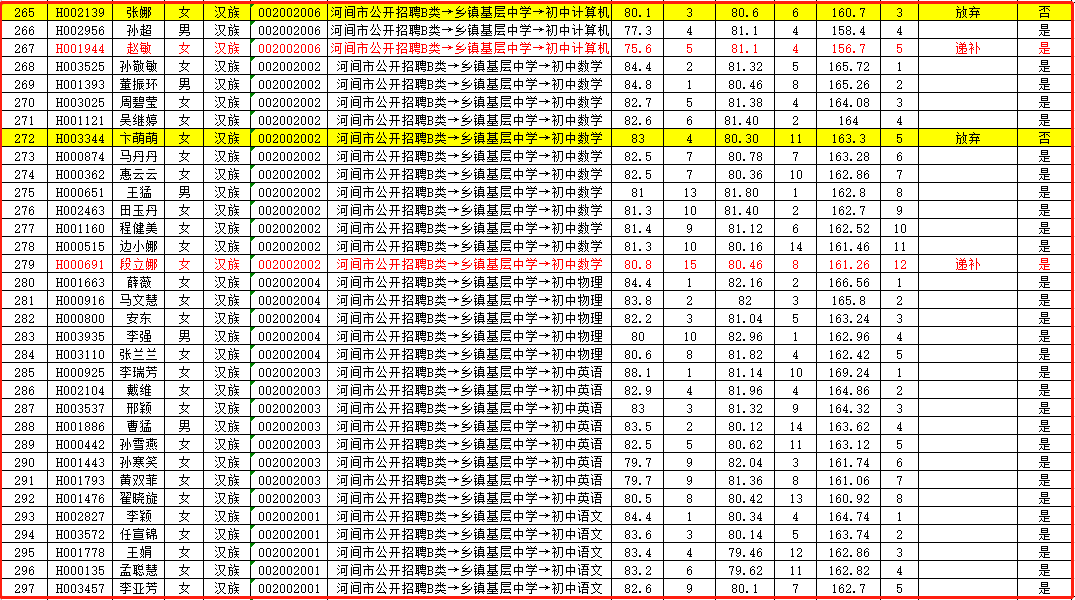 265 H002139 张娜 女 汉族 002002006 河间市公开招聘B类→乡镇基层中学→初中计算机 80.1 3 80.6 6 160.7 3 放弃 否
266 H002956 孙超 男 汉族 002002006 河间市公开招聘B类→乡镇基层中学→初中计算机 77.3 4 81.1 4 158.4 4 是
267 H001944 赵敏 女 汉族 002002006 河间市公开招聘B类→乡镇基层中学→初中计算机 75.6 5 81.1 4 156.7 5 递补 是
268 H003525 孙敬敏 女 汉族 002002002 河间市公开招聘B类→乡镇基层中学→初中数学 84.4 2 81.32 5 165.72 1 是
269 H001393 董振环 男 汉族 002002002 河间市公开招聘B类→乡镇基层中学→初中数学 84.8 1 80.46 8 165.26 2 是
270 H003025 周碧莹 女 汉族 002002002 河间市公开招聘B类→乡镇基层中学→初中数学 82.7 5 81.38 4 164.08 3 是
271 H001121 吴继婷 女 汉族 002002002 河间市公开招聘B类→乡镇基层中学→初中数学 82.6 6 81.40 2 164 4 是
272 H003344 卞萌萌 女 汉族 002002002 河间市公开招聘B类→乡镇基层中学→初中数学 83 4 80.30 11 163.3 5 放弃 否
273 H000874 马丹丹 女 汉族 002002002 河间市公开招聘B类→乡镇基层中学→初中数学 82.5 7 80.78 7 163.28 6 是
274 H000362 惠云云 女 汉族 002002002 河间市公开招聘B类→乡镇基层中学→初中数学 82.5 7 80.36 10 162.86 7 是
275 H000651 王猛 男 汉族 002002002 河间市公开招聘B类→乡镇基层中学→初中数学 81 13 81.80 1 162.8 8 是
276 H002463 田玉丹 女 汉族 002002002 河间市公开招聘B类→乡镇基层中学→初中数学 81.3 10 81.40 2 162.7 9 是
277 H001160 程健美 女 汉族 002002002 河间市公开招聘B类→乡镇基层中学→初中数学 81.4 9 81.12 6 162.52 10 是
278 H000515 边小娜 女 汉族 002002002 河间市公开招聘B类→乡镇基层中学→初中数学 81.3 10 80.16 14 161.46 11 是
279 H000691 段立娜 女 汉族 002002002 河间市公开招聘B类→乡镇基层中学→初中数学 80.8 15 80.46 8 161.26 12 递补 是
280 H001663 薛薇 女 汉族 002002004 河间市公开招聘B类→乡镇基层中学→初中物理 84.4 1 82.16 2 166.56 1 是
281 H000916 马文慧 女 汉族 002002004 河间市公开招聘B类→乡镇基层中学→初中物理 83.8 2 82 3 165.8 2 是
282 H000800 安东 女 汉族 002002004 河间市公开招聘B类→乡镇基层中学→初中物理 82.2 3 81.04 5 163.24 3 是
283 H003935 李强 男 汉族 002002004 河间市公开招聘B类→乡镇基层中学→初中物理 80 10 82.96 1 162.96 4 是
284 H003110 张兰兰 女 汉族 002002004 河间市公开招聘B类→乡镇基层中学→初中物理 80.6 8 81.82 4 162.42 5 是
285 H000925 李瑞芳 女 汉族 002002003 河间市公开招聘B类→乡镇基层中学→初中英语 88.1 1 81.14 10 169.24 1 是
286 H002104 戴维 女 汉族 002002003 河间市公开招聘B类→乡镇基层中学→初中英语 82.9 4 81.96 4 164.86 2 是
287 H003537 邢颖 女 汉族 002002003 河间市公开招聘B类→乡镇基层中学→初中英语 83 3 81.32 9 164.32 3 是
288 H001886 曹猛 男 汉族 002002003 河间市公开招聘B类→乡镇基层中学→初中英语 83.5 2 80.12 14 163.62 4 是
289 H000442 孙雪燕 女 汉族 002002003 河间市公开招聘B类→乡镇基层中学→初中英语 82.5 5 80.62 11 163.12 5 是
290 H001443 孙寒笑 女 汉族 002002003 河间市公开招聘B类→乡镇基层中学→初中英语 79.7 9 82.04 3 161.74 6 是
291 H001793 黄双菲 女 汉族 002002003 河间市公开招聘B类→乡镇基层中学→初中英语 79.7 9 81.36 8 161.06 7 是
292 H001476 翟晓旋 女 汉族 002002003 河间市公开招聘B类→乡镇基层中学→初中英语 80.5 8 80.42 13 160.92 8 是
293 H002827 李颖 女 汉族 002002001 河间市公开招聘B类→乡镇基层中学→初中语文 84.4 1 80.34 4 164.74 1 是
294 H003572 任宣锦 女 汉族 002002001 河间市公开招聘B类→乡镇基层中学→初中语文 83.6 3 80.14 5 163.74 2 是
295 H001778 王娟 女 汉族 002002001 河间市公开招聘B类→乡镇基层中学→初中语文 83.4 4 79.46 12 162.86 3 是
296 H000135 孟聪慧 女 汉族 002002001 河间市公开招聘B类→乡镇基层中学→初中语文 83.2 6 79.62 11 162.82 4 是
297 H003457 李亚芳 女 汉族 002002001 河间市公开招聘B类→乡镇基层中学→初中语文 82.6 9 80.1 7 162.7 5 是